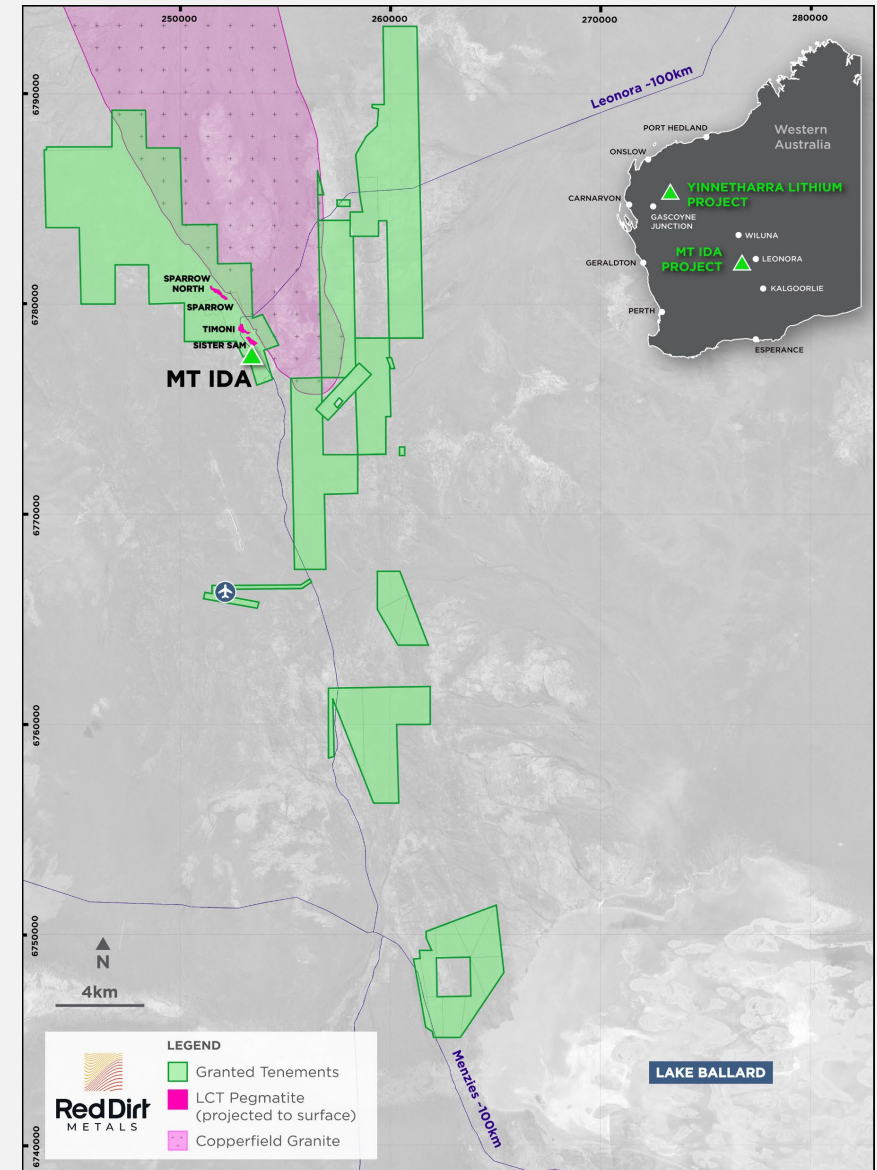 250000
260000
270000
280000
6790000
6780000
6770000
6760000
6750000
6740000
Leonora ~100km
Western
Australia
PORT HEDLAND
ONSLOW
YINNETHARRA LITHIUM
PROJECT
CARNARVON
GASCOYNE
JUNCTION
WILUNA
MT IDA
PROJECT
LEONORA
GERALDTON
KALGOORLIE
PERTH
ESPERANCE
SPARROW
NORTH
SPARROW
TIMONI
SISTER SAM
MT IDA
N
4km
Menzies ~100km
LAKE BALLARD
LEGEND
Granted Tenements
LCT Pegmatite
(projected to surface)
Copperfield Granite
Red Dirt
METALS